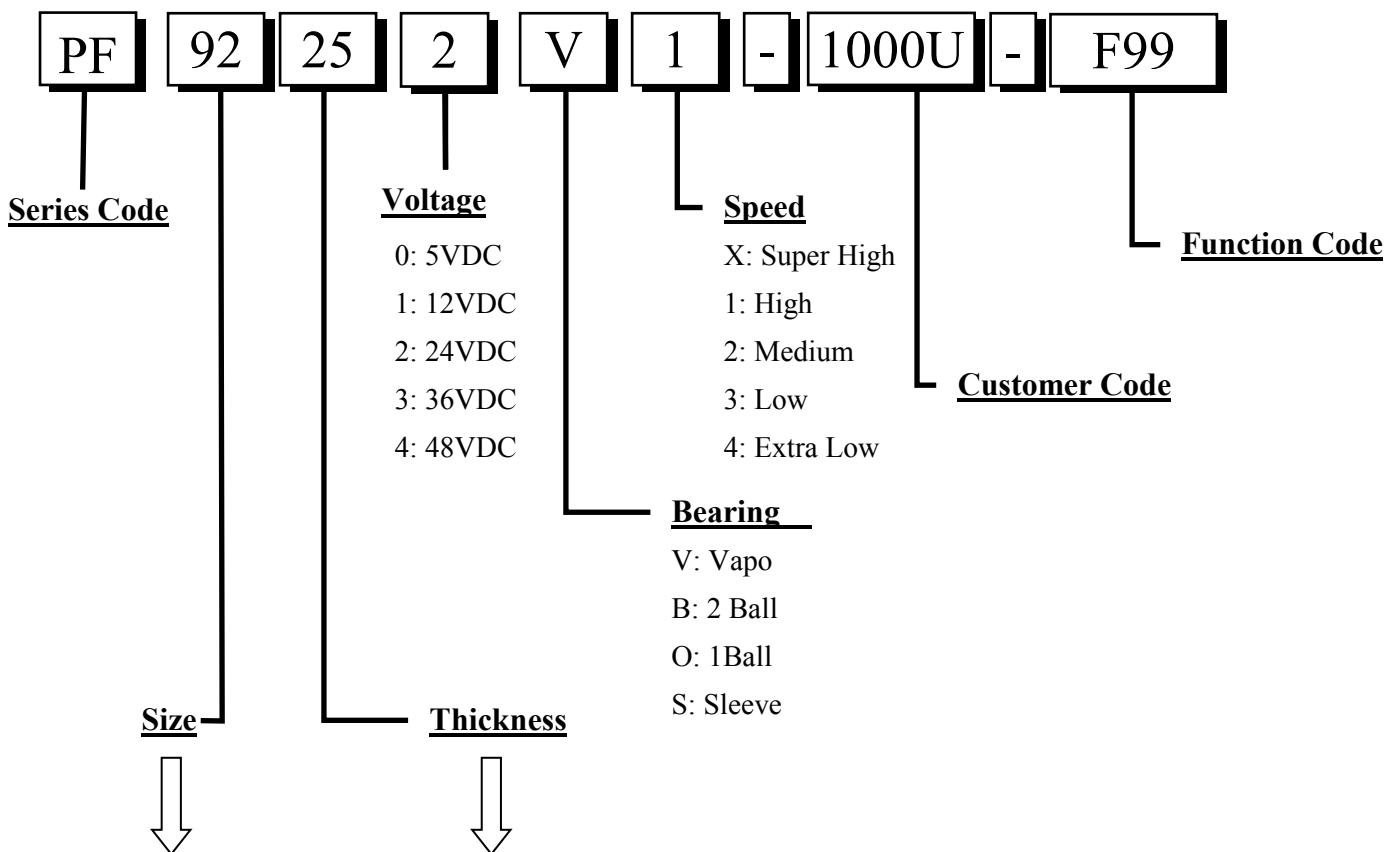 PF 92 25 2 V 1 - 1000U - F99
Series Code
Voltage
0: 5VDC
1: 12VDC
2: 24VDC
3: 36VDC
4: 48VDC
Speed
X: Super High
1: High
2: Medium
3: Low
4: Extra Low
Function Code
Customer Code
Bearing
V: Vapo
B: 2 Ball
O: 1Ball
S: Sleeve
Size
Thickness